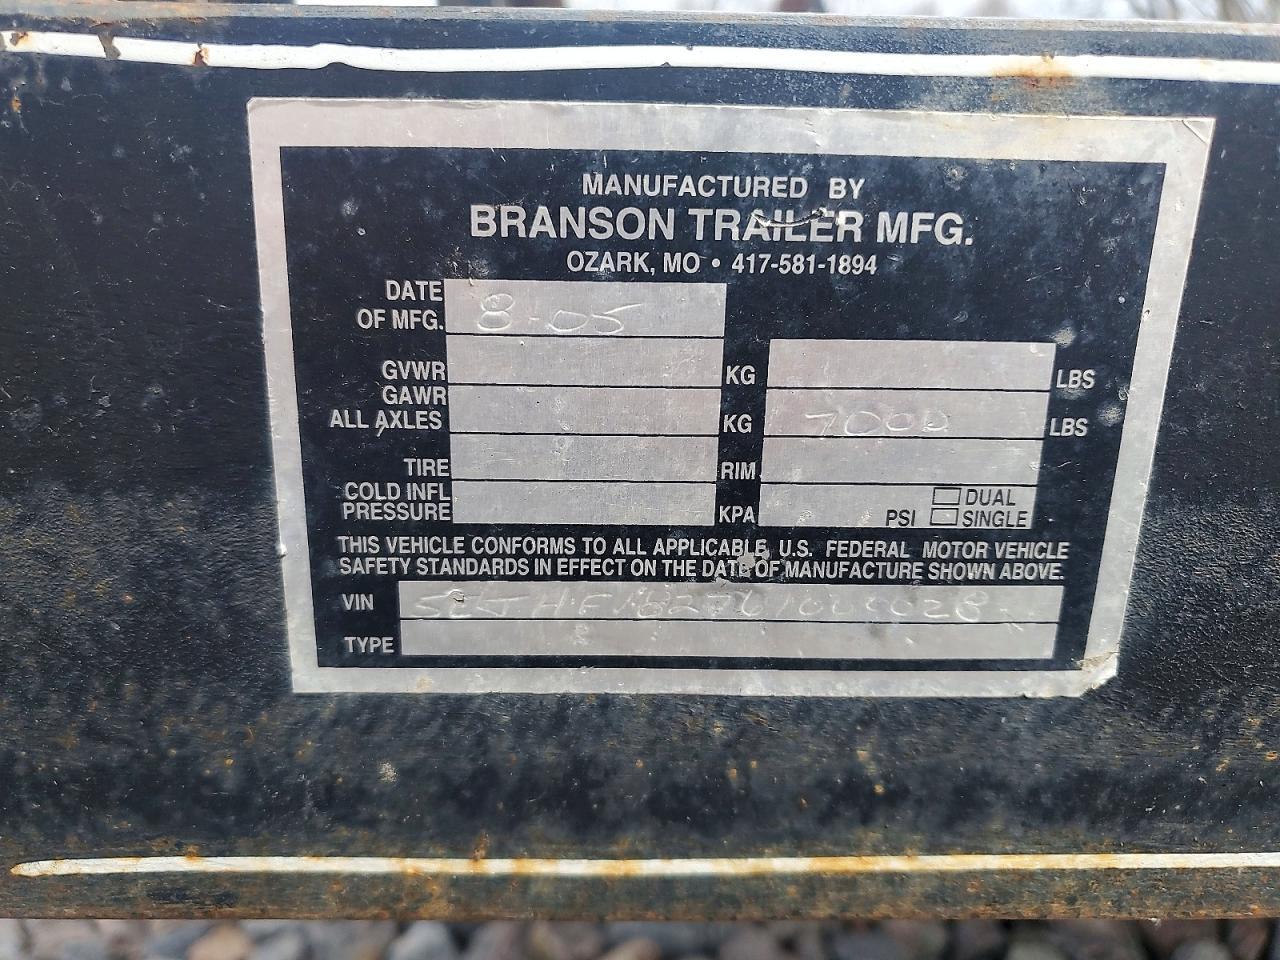 MANUFACTURED BY
BRANSON TRAILER MFG.
OZARK, MO • 417-581-1894
DATE
OF MFG. 8-05
GVWR KG LBS
GAWR
ALL AXLES KG 7000 LBS
TIRE RIM
COLD INFL
PRESSURE KPA PSI DUAL
SINGLE
THIS VEHICLE CONFORMS TO ALL APPLICABLE U.S. FEDERAL MOTOR VEHICLE
SAFETY STANDARDS IN EFFECT ON THE DATE OF MANUFACTURE SHOWN ABOVE.
VIN
TYPE